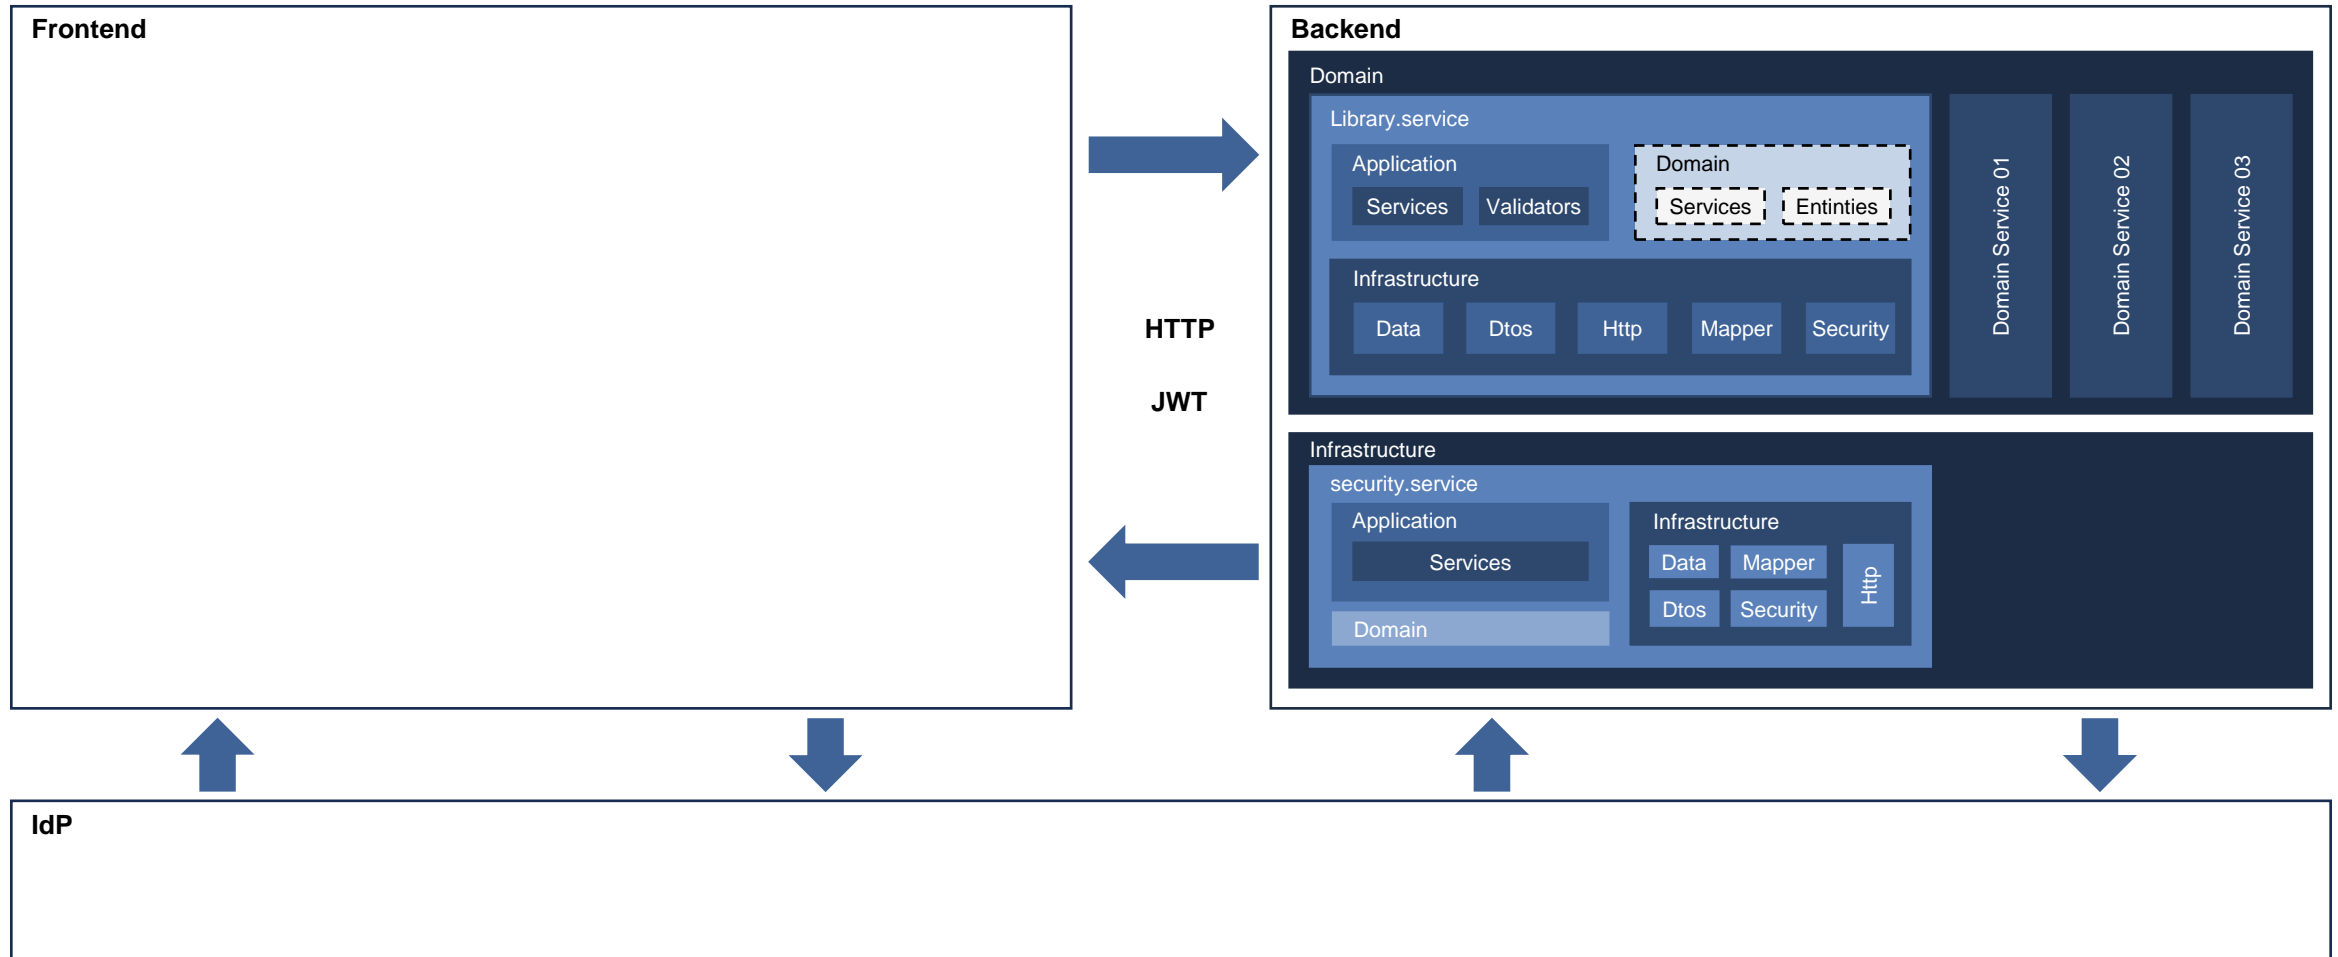 Frontend
HTTP
JWT
Backend
Domain
Library.service
Application
Services
Validators
Domain
Services
Entinties
Infrastructure
Data
Dtos
Http
Mapper
Security
Domain Service 01
Domain Service 02
Domain Service 03
Infrastructure
security.service
Application
Services
Domain
Infrastructure
Data
Mapper
Dtos
Security
Http
IdP